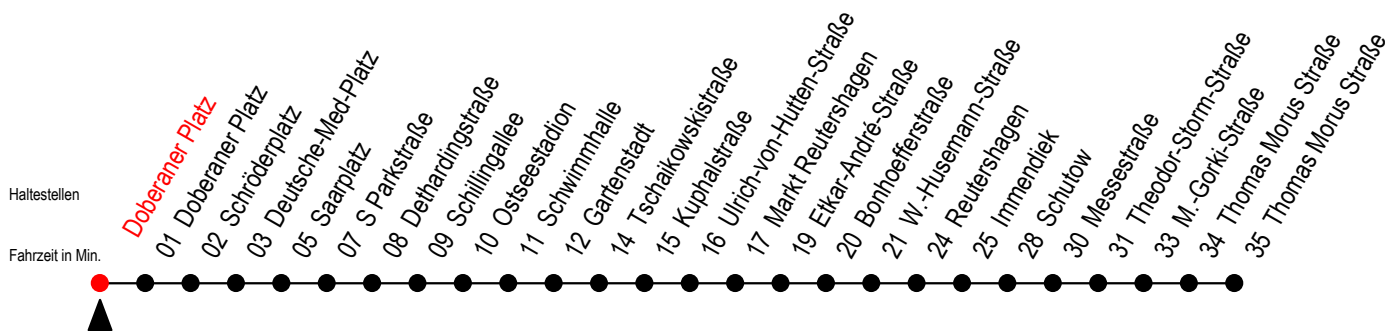 Haltestellen
Fahrzeit in Min.
Doberaner Platz
01 Doberaner Platz
02 Schröderplatz
03 Deutsche-Med-Platz
05 Saarplatz
07 S Parkstraße
08 Dethardingstraße
09 Schillingallee
10 Ostseestadion
11 Schwimmhalle
12 Gartenstadt
14 Tschaikowskistraße
15 Kuphalstraße
16 Ulrich-von-Hutten-Straße
17 Markt Reutershagen
19 Etkar-André-Straße
20 Bonhoefferstraße
21 W.-Husemann-Straße
24 Reutershagen
25 Immendiek
28 Schutow
30 Messestraße
31 Theodor-Storm-Straße
33 M.-Gorki-Straße
34 Thomas Morus Straße
35 Thomas Morus Straße